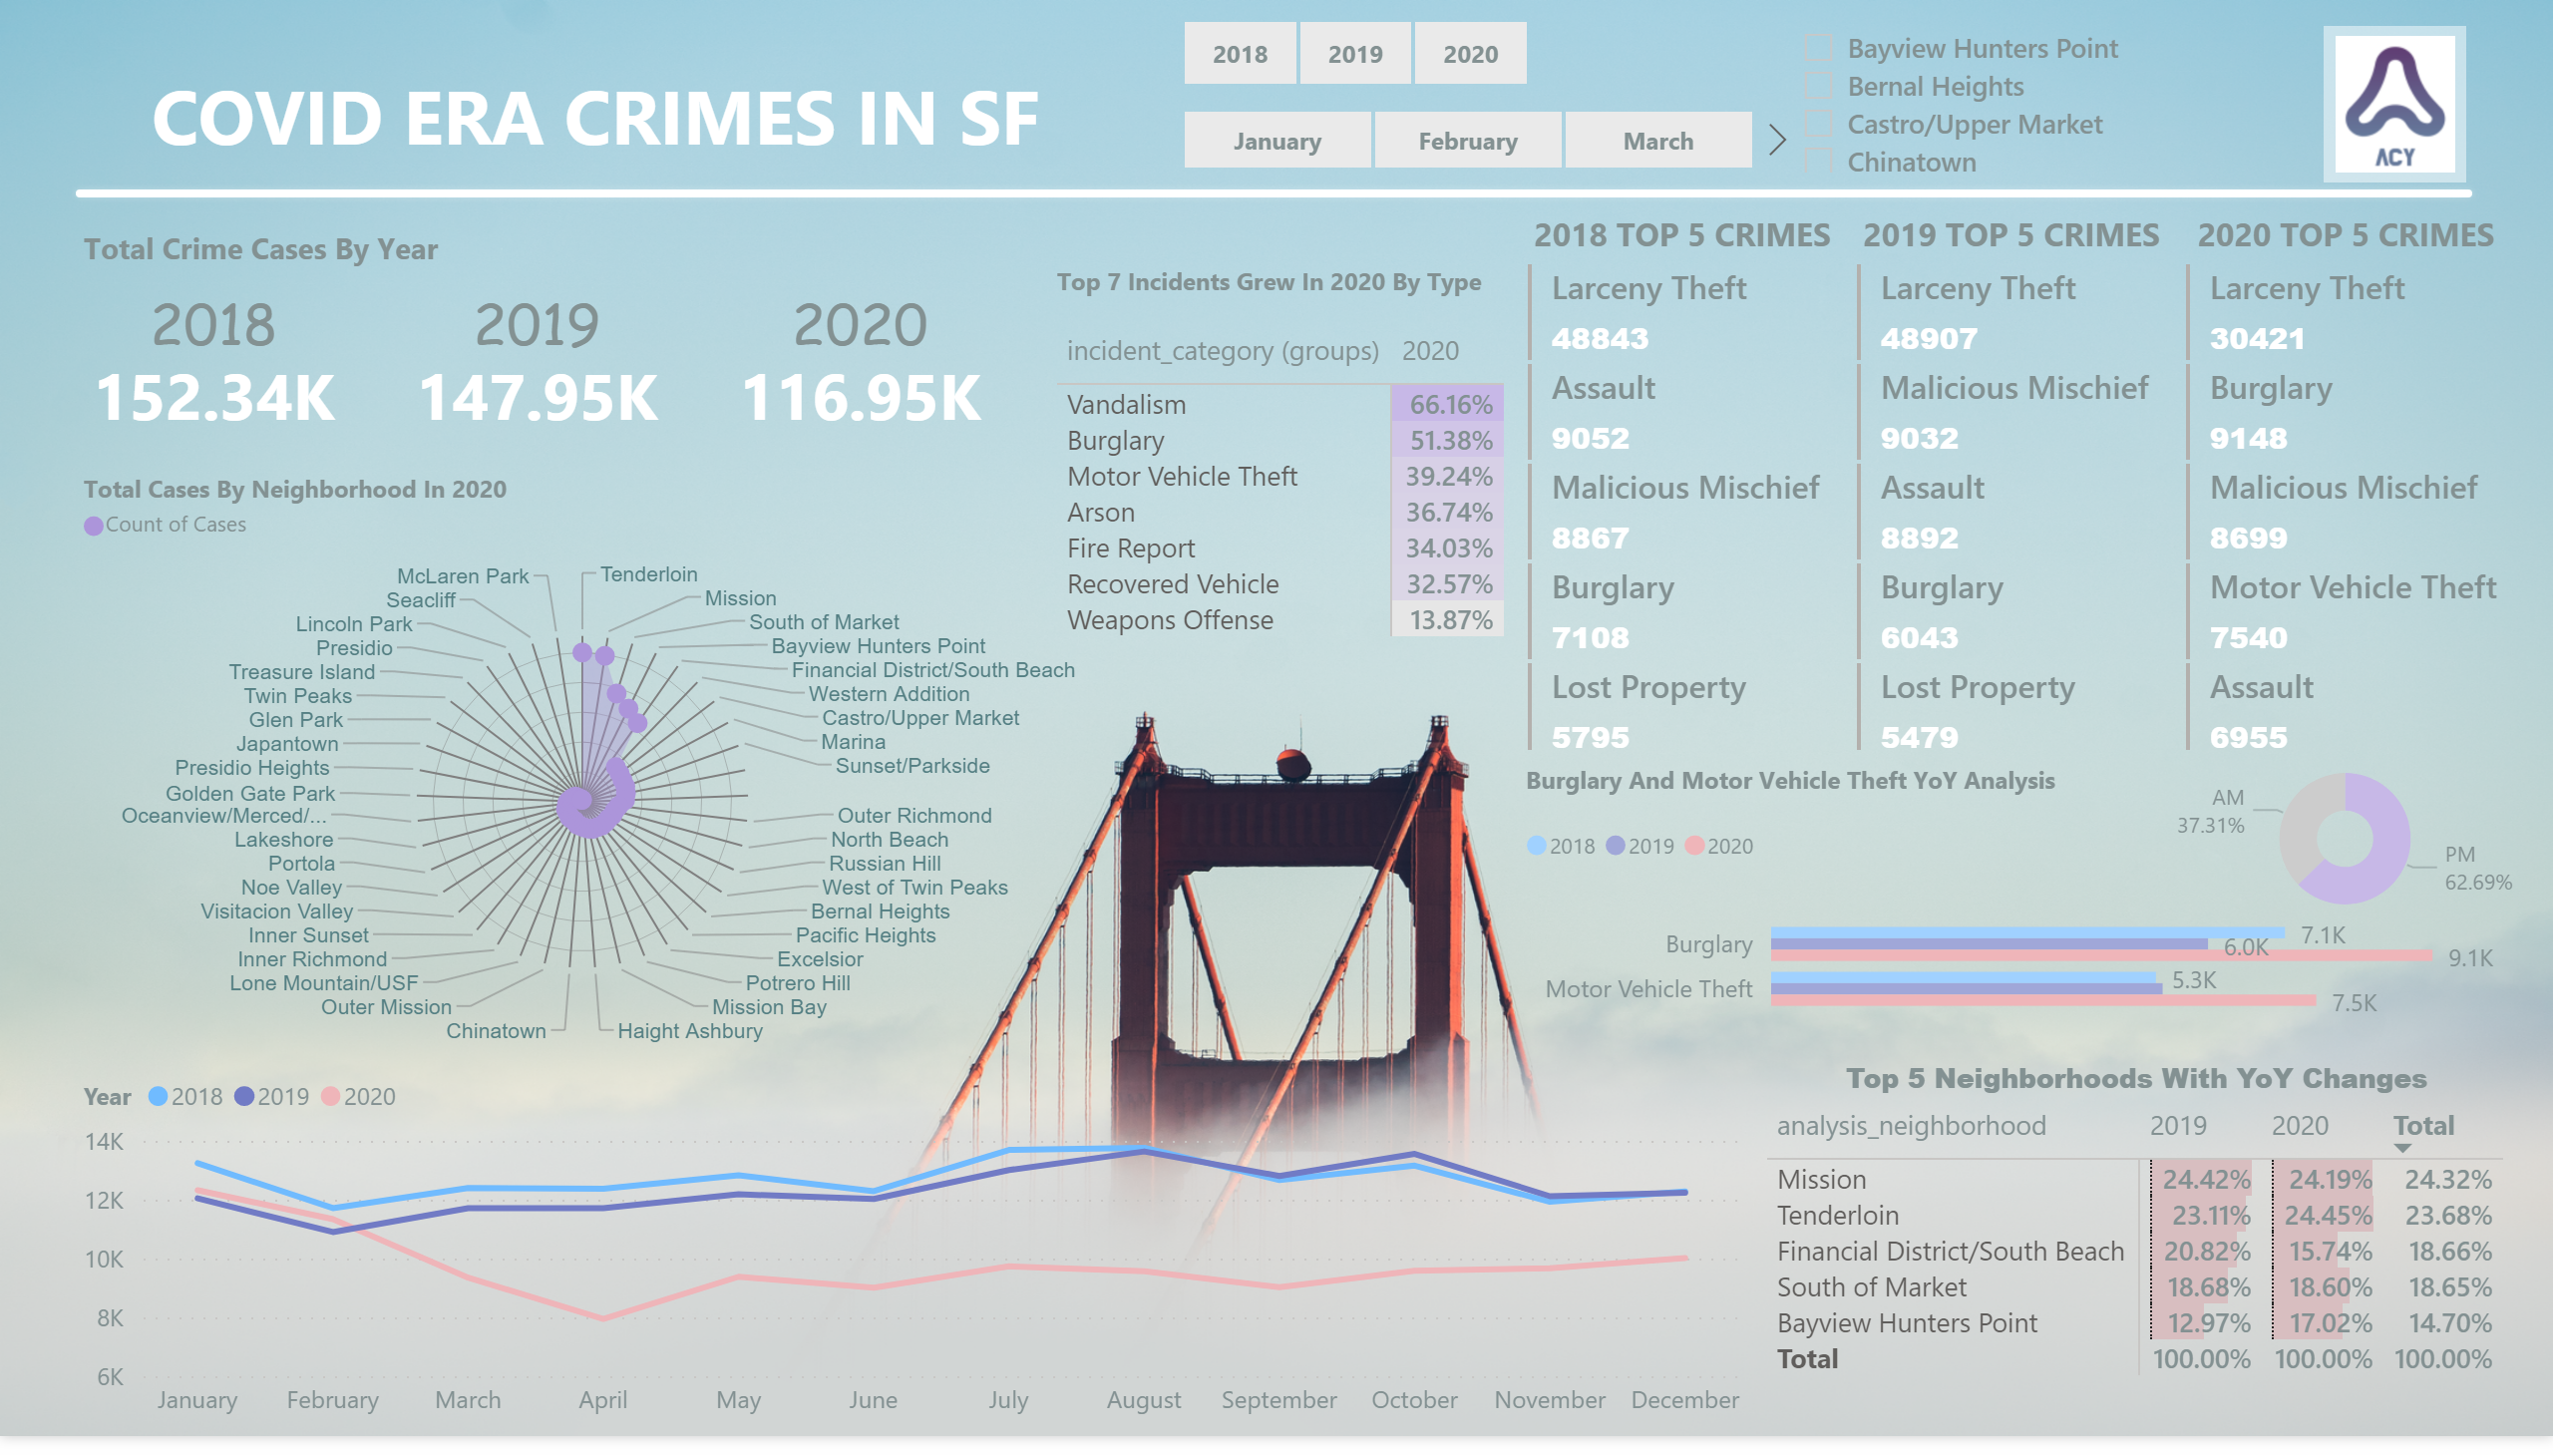 COVID ERA CRIMES IN SF
2018 2019 2020
January February March
Bayview Hunters Point
Bernal Heights
Castro/Upper Market
Chinatown
ACY
Total Crime Cases By Year
2018 2019 2020
152.34K 147.95K 116.95K
Total Cases By Neighborhood In 2020
Count of Cases
Tenderloin
Mission
South of Market
Bayview Hunters Point
Financial District/South Beach
Western Addition
Castro/Upper Market
Marina
Sunset/Parkside
Outer Richmond
North Beach
Russian Hill
West of Twin Peaks
Bernal Heights
Pacific Heights
Excelsior
Potrero Hill
Mission Bay
Haight Ashbury
Chinatown
Outer Mission
Lone Mountain/USF
Inner Richmond
Inner Sunset
Visitacion Valley
Noe Valley
Portola
Lakeshore
Oceanview/Merced/...
Golden Gate Park
Presidio Heights
Japantown
Glen Park
Twin Peaks
Treasure Island
Presidio
Lincoln Park
Seacliff
McLaren Park
Top 7 Incidents Grew In 2020 By Type
incident_category (groups) 2020
Vandalism 66.16%
Burglary 51.38%
Motor Vehicle Theft 39.24%
Arson 36.74%
Fire Report 34.03%
Recovered Vehicle 32.57%
Weapons Offense 13.87%
2018 TOP 5 CRIMES
Larceny Theft
48843
Assault
9052
Malicious Mischief
8867
Burglary
7108
Lost Property
5795
2019 TOP 5 CRIMES
Larceny Theft
48907
Malicious Mischief
9032
Assault
8892
Burglary
6043
Lost Property
5479
2020 TOP 5 CRIMES
Larceny Theft
30421
Burglary
9148
Malicious Mischief
8699
Motor Vehicle Theft
7540
Assault
6955
Burglary And Motor Vehicle Theft YoY Analysis
2018 2019 2020
AM
37.31%
PM
62.69%
Burglary 7.1K 6.0K 9.1K
Motor Vehicle Theft 5.3K 7.5K
Year 2018 2019 2020
14K
12K
10K
8K
6K
January February March April May June July August September October November December
Top 5 Neighborhoods With YoY Changes
analysis_neighborhood 2019 2020 Total
Mission 24.42% 24.19% 24.32%
Tenderloin 23.11% 24.45% 23.68%
Financial District/South Beach 20.82% 15.74% 18.66%
South of Market 18.68% 18.60% 18.65%
Bayview Hunters Point 12.97% 17.02% 14.70%
Total 100.00% 100.00% 100.00%